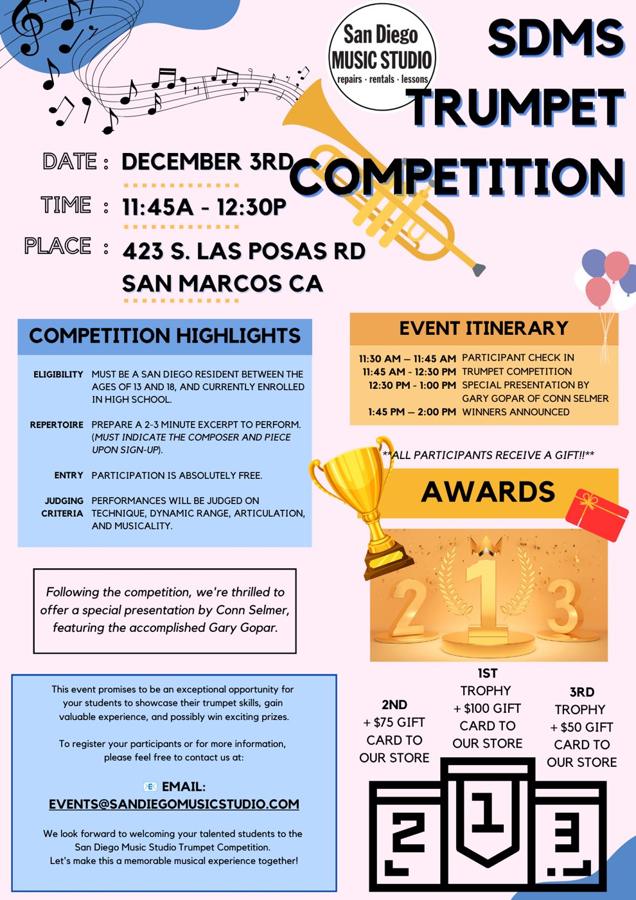 San Diego
MUSIC STUDIO
repairs · rentals · lessons
SDMS
TRUMPET
COMPETITION
DATE : DECEMBER 3RD
TIME : 11:45A - 12:30P
PLACE : 423 S. LAS POSAS RD
SAN MARCOS CA
COMPETITION HIGHLIGHTS
ELIGIBILITY MUST BE A SAN DIEGO RESIDENT BETWEEN THE
AGES OF 13 AND 18, AND CURRENTLY ENROLLED
IN HIGH SCHOOL.
REPERTOIRE PREPARE A 2-3 MINUTE EXCERPT TO PERFORM.
(MUST INDICATE THE COMPOSER AND PIECE
UPON SIGN-UP).
ENTRY PARTICIPATION IS ABSOLUTELY FREE.
JUDGING PERFORMANCES WILL BE JUDGED ON
CRITERIA TECHNIQUE, DYNAMIC RANGE, ARTICULATION,
AND MUSICALITY.
Following the competition, we're thrilled to
offer a special presentation by Conn Selmer,
featuring the accomplished Gary Gopar.
This event promises to be an exceptional opportunity for
your students to showcase their trumpet skills, gain
valuable experience, and possibly win exciting prizes.
To register your participants or for more information,
please feel free to contact us at:
EMAIL:
EVENTS@SANDIEGOMUSICSTUDIO.COM
We look forward to welcoming your talented students to the
San Diego Music Studio Trumpet Competition.
Let's make this a memorable musical experience together!
EVENT ITINERARY
11:30 AM – 11:45 AM PARTICIPANT CHECK IN
11:45 AM - 12:30 PM TRUMPET COMPETITION
12:30 PM - 1:00 PM SPECIAL PRESENTATION BY
GARY GOPAR OF CONN SELMER
1:45 PM – 2:00 PM WINNERS ANNOUNCED
**ALL PARTICIPANTS RECEIVE A GIFT!!**
AWARDS
2 1 3
1ST
TROPHY
+ $100 GIFT
CARD TO
OUR STORE
2ND
+ $75 GIFT
CARD TO
OUR STORE
3RD
TROPHY
+ $50 GIFT
CARD TO
OUR STORE
2 1 3